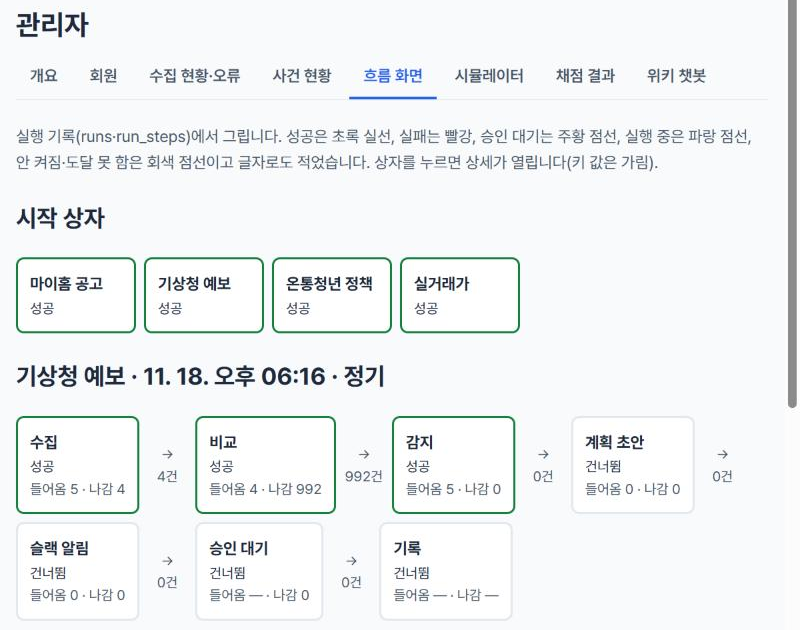 관리자
개요 회원 수집 현황·오류 사건 현황 흐름 화면 시뮬레이터 채점 결과 위키 챗봇
실행 기록(runs·run_steps)에서 그립니다. 성공은 초록 실선, 실패는 빨강, 승인 대기는 주황 점선, 실행 중은 파랑 점선,
안 켜짐·도달 못 함은 회색 점선이고 글자로도 적었습니다. 상자를 누르면 상세가 열립니다(키 값은 가림).
시작 상자
마이홈 공고 기상청 예보 온통청년 정책 실거래가
성공 성공 성공 성공
기상청 예보 · 11. 18. 오후 06:16 · 정기
수집 → 비교 → 감지 → 계획 초안 →
성공 4건 성공 992건 성공 0건 건너뜀 0건
들어옴 5 · 나감 4 들어옴 4 · 나감 992 들어옴 5 · 나감 0 들어옴 0 · 나감 0
슬랙 알림 → 승인 대기 → 기록
건너뜀 0건 건너뜀 0건 건너뜀
들어옴 0 · 나감 0 들어옴 — · 나감 0 들어옴 — · 나감 —